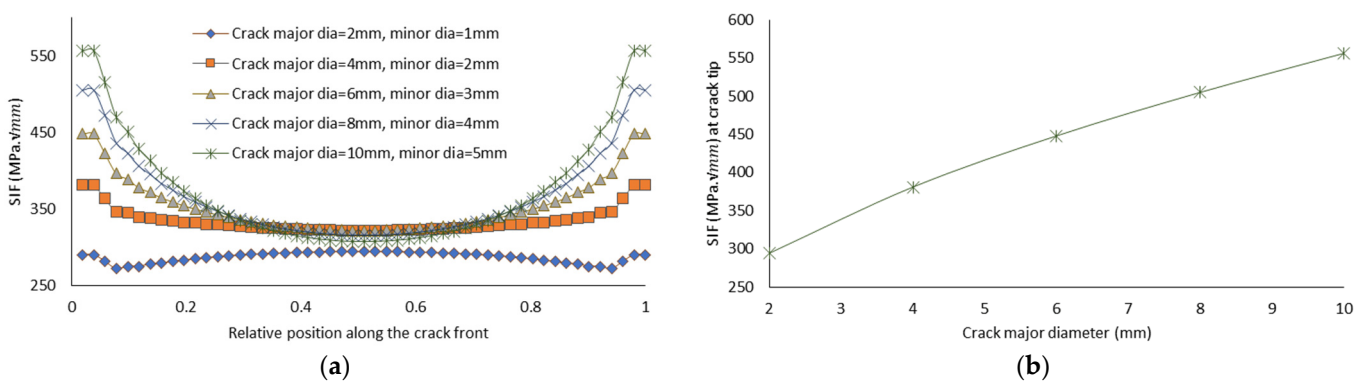 SIF (MPa.√mm)
550
450
350
250
0
0.2
0.4
0.6
0.8
1
Relative position along the crack front
Crack major dia=2mm, minor dia=1mm
Crack major dia=4mm, minor dia=2mm
Crack major dia=6mm, minor dia=3mm
Crack major dia=8mm, minor dia=4mm
Crack major dia=10mm, minor dia=5mm
(a)
SIF (MPa.√mm) at crack tip
600
550
500
450
400
350
300
250
2
3
4
5
6
7
8
9
10
Crack major diameter (mm)
(b)